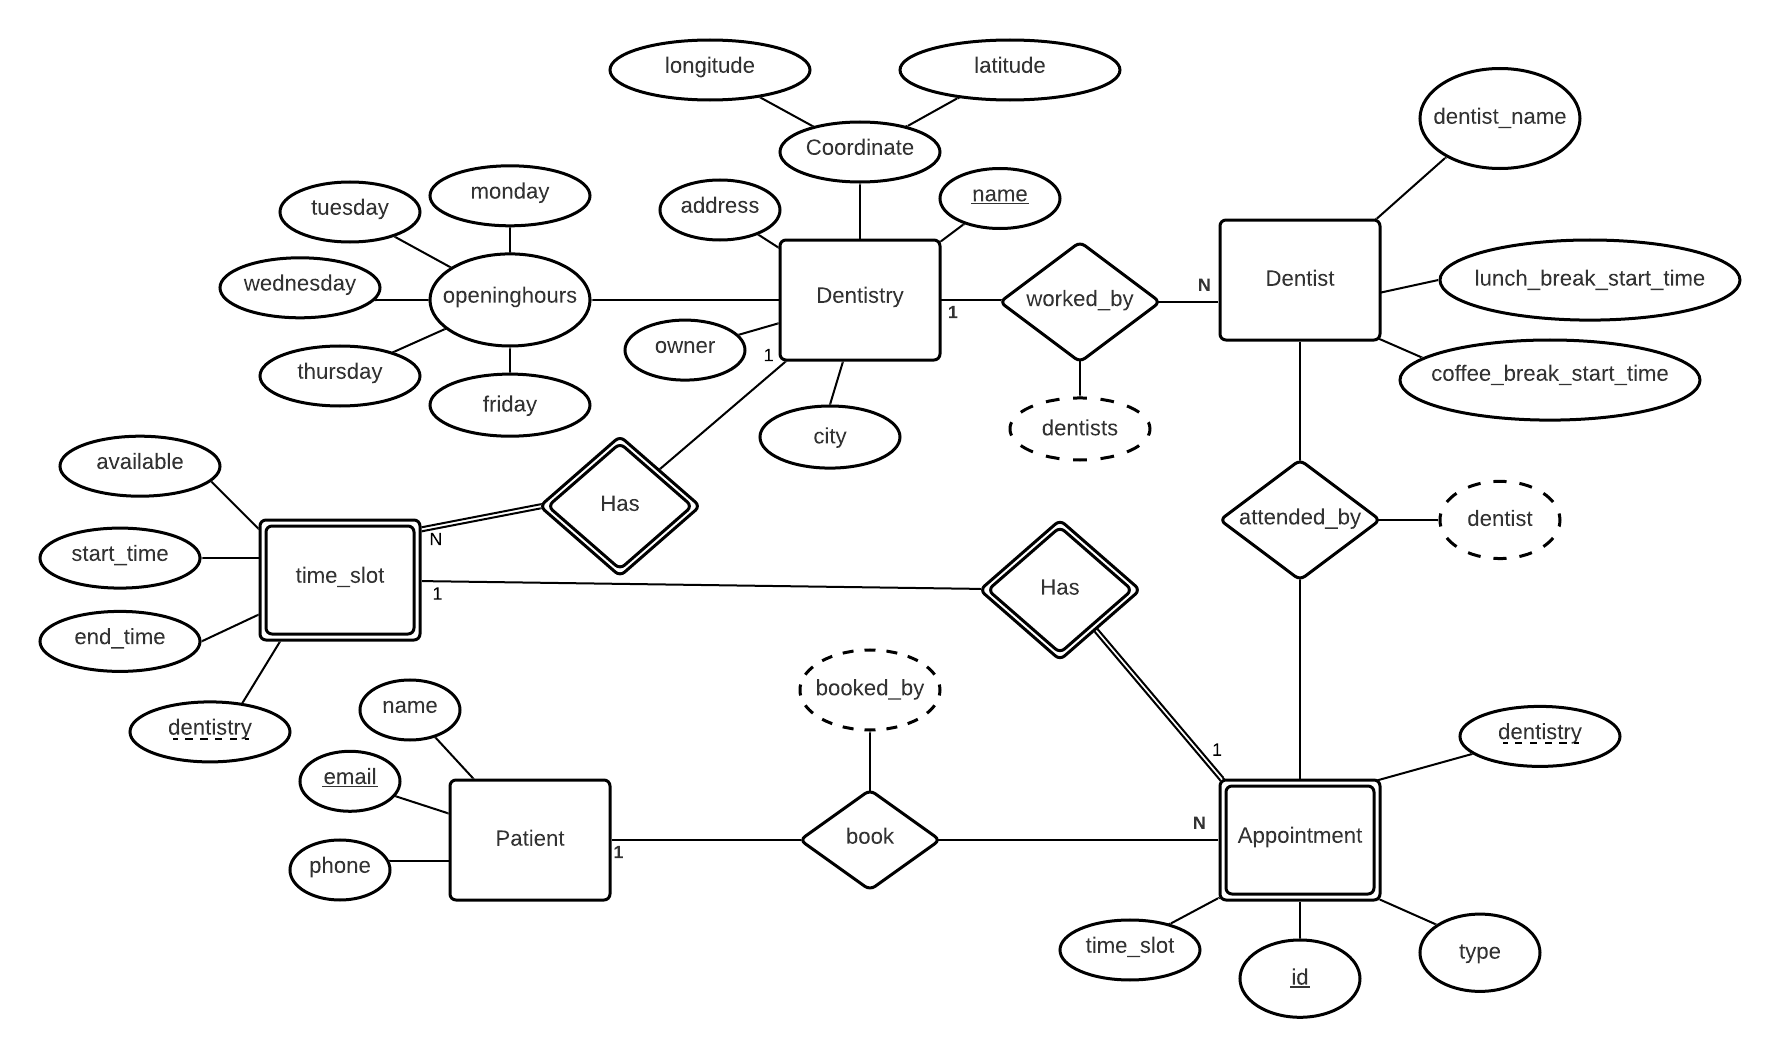 longitude
latitude
dentist_name
Coordinate
monday
tuesday
address
name
wednesday
openinghours
Dentistry
worked_by
Dentist
lunch_break_start_time
N
1
owner
1
thursday
coffee_break_start_time
friday
city
dentists
available
Has
attended_by
dentist
N
start_time
time_slot
1
Has
end_time
booked_by
dentistry
name
1
dentistry
email
Patient
book
N
Appointment
1
phone
time_slot
id
type